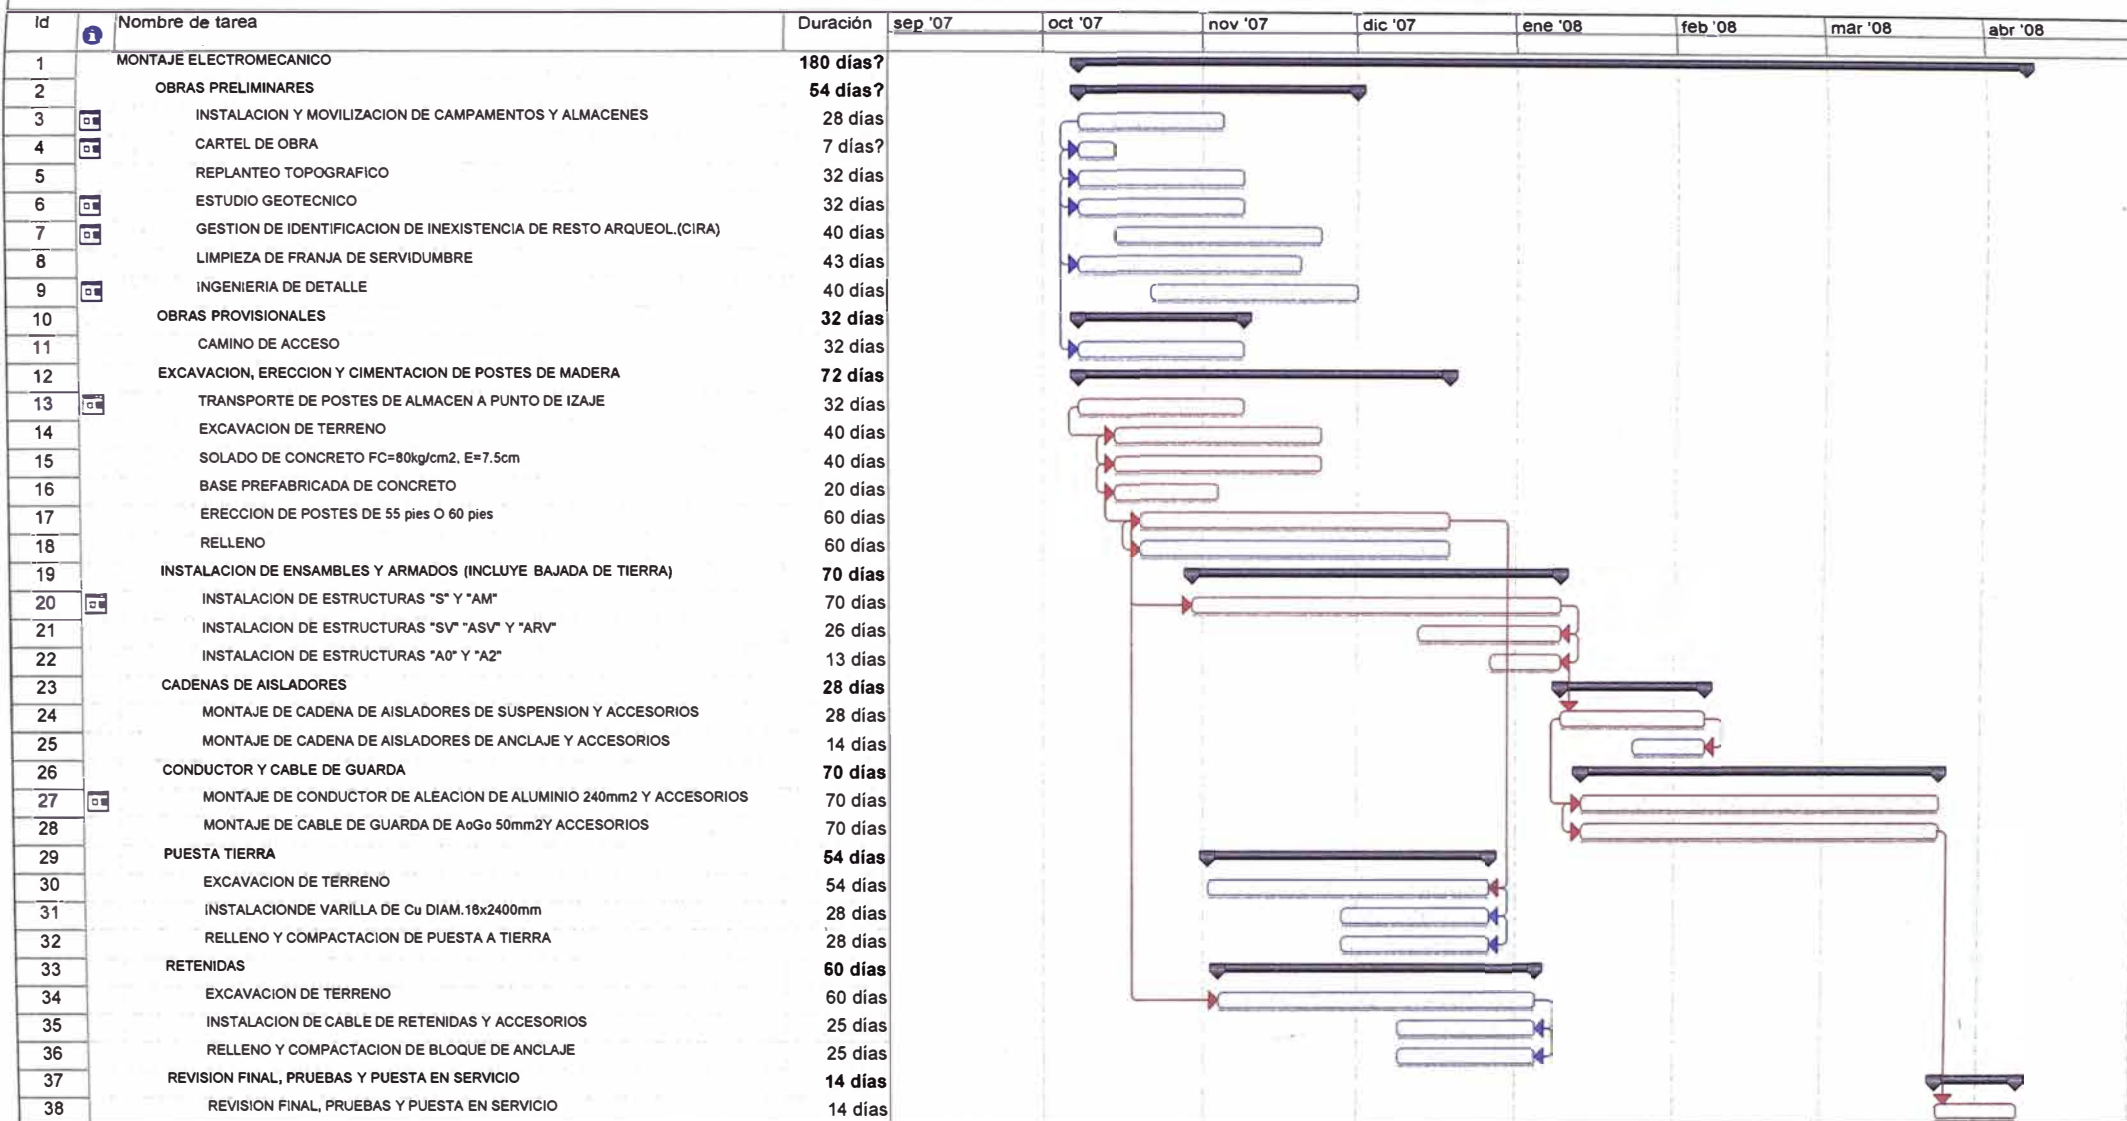 Id Nombre de tarea Duración sep '07 oct '07 nov '07 dic '07 ene '08 feb '08 mar '08 abr '08
1 MONTAJE ELECTROMECANICO 180 días?
2 OBRAS PRELIMINARES 54 días?
3 INSTALACION Y MOVILIZACION DE CAMPAMENTOS Y ALMACENES 28 días
4 CARTEL DE OBRA 7 días?
5 REPLANTEO TOPOGRAFICO 32 días
6 ESTUDIO GEOTECNICO 32 días
7 GESTION DE IDENTIFICACION DE INEXISTENCIA DE RESTO ARQUEOL.(CIRA) 40 días
8 LIMPIEZA DE FRANJA DE SERVIDUMBRE 43 días
9 INGENIERIA DE DETALLE 40 días
10 OBRAS PROVISIONALES 32 días
11 CAMINO DE ACCESO 32 días
12 EXCAVACION, ERECCION Y CIMENTACION DE POSTES DE MADERA 72 días
13 TRANSPORTE DE POSTES DE ALMACEN A PUNTO DE IZAJE 32 días
14 EXCAVACION DE TERRENO 40 días
15 SOLADO DE CONCRETO FC=80kg/cm2, E=7.5cm 40 días
16 BASE PREFABRICADA DE CONCRETO 20 días
17 ERECCION DE POSTES DE 55 pies O 60 pies 60 días
18 RELLENO 60 días
19 INSTALACION DE ENSAMBLES Y ARMADOS (INCLUYE BAJADA DE TIERRA) 70 días
20 INSTALACION DE ESTRUCTURAS "S" Y "AM" 70 días
21 INSTALACION DE ESTRUCTURAS "SV" "ASV" Y "ARV" 26 días
22 INSTALACION DE ESTRUCTURAS "A0" Y "A2" 13 días
23 CADENAS DE AISLADORES 28 días
24 MONTAJE DE CADENA DE AISLADORES DE SUSPENSION Y ACCESORIOS 28 días
25 MONTAJE DE CADENA DE AISLADORES DE ANCLAJE Y ACCESORIOS 14 días
26 CONDUCTOR Y CABLE DE GUARDA 70 días
27 MONTAJE DE CONDUCTOR DE ALEACION DE ALUMINIO 240mm2 Y ACCESORIOS 70 días
28 MONTAJE DE CABLE DE GUARDA DE AoGo 50mm2Y ACCESORIOS 70 días
29 PUESTA TIERRA 54 días
30 EXCAVACION DE TERRENO 54 días
31 INSTALACIONDE VARILLA DE Cu DIAM.16x2400mm 28 días
32 RELLENO Y COMPACTACION DE PUESTA A TIERRA 28 días
33 RETENIDAS 60 días
34 EXCAVACION DE TERRENO 60 días
35 INSTALACION DE CABLE DE RETENIDAS Y ACCESORIOS 25 días
36 RELLENO Y COMPACTACION DE BLOQUE DE ANCLAJE 25 días
37 REVISION FINAL, PRUEBAS Y PUESTA EN SERVICIO 14 días
38 REVISION FINAL, PRUEBAS Y PUESTA EN SERVICIO 14 días